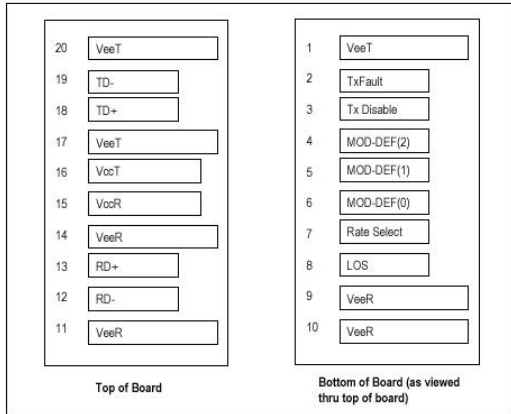 20 VeeT
19 TD-
18 TD+
17 VeeT
16 VccT
15 VccR
14 VeeR
13 RD+
12 RD-
11 VeeR
Top of Board
1 VeeT
2 TxFault
3 Tx Disable
4 MOD-DEF(2)
5 MOD-DEF(1)
6 MOD-DEF(0)
7 Rate Select
8 LOS
9 VeeR
10 VeeR
Bottom of Board (as viewed
thru top of board)